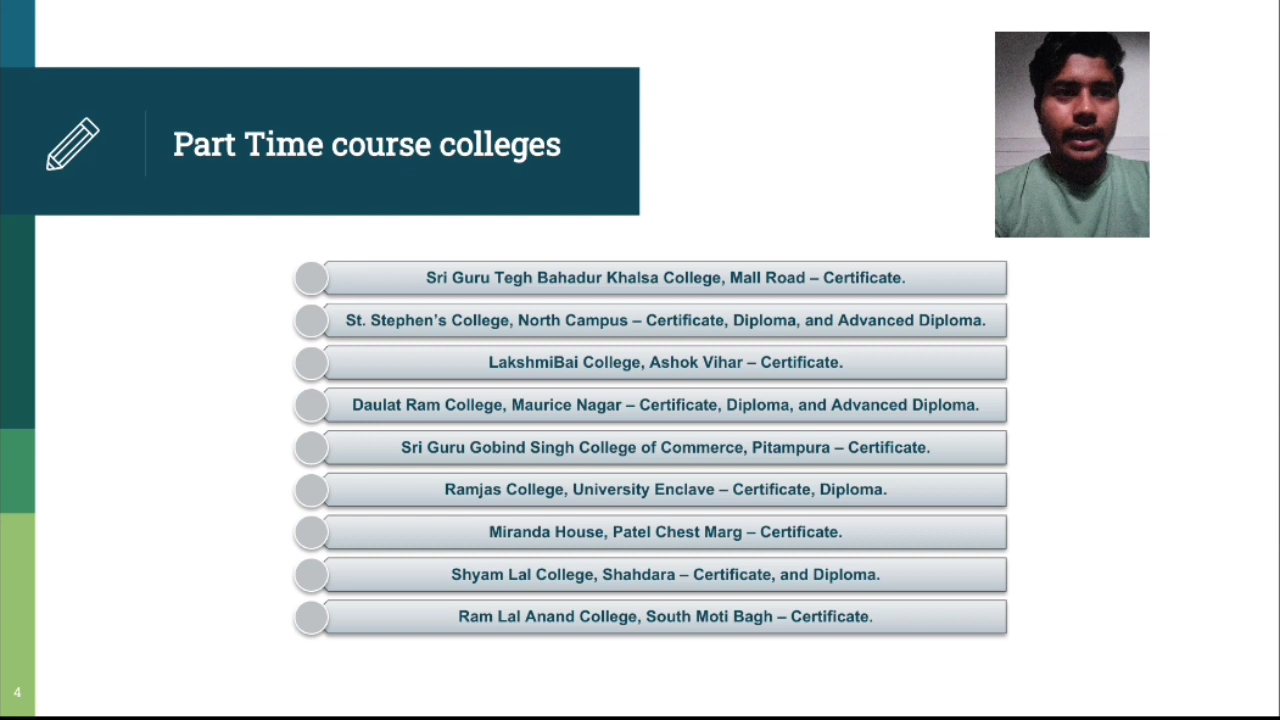 Part Time course colleges
Sri Guru Tegh Bahadur Khalsa College, Mall Road – Certificate.
St. Stephen’s College, North Campus – Certificate, Diploma, and Advanced Diploma.
LakshmiBai College, Ashok Vihar – Certificate.
Daulat Ram College, Maurice Nagar – Certificate, Diploma, and Advanced Diploma.
Sri Guru Gobind Singh College of Commerce, Pitampura – Certificate.
Ramjas College, University Enclave – Certificate, Diploma.
Miranda House, Patel Chest Marg – Certificate.
Shyam Lal College, Shahdara – Certificate, and Diploma.
Ram Lal Anand College, South Moti Bagh – Certificate.
4